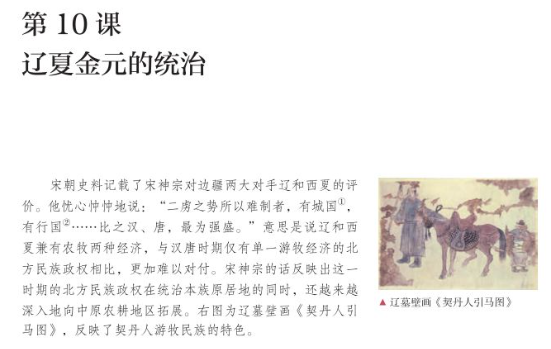 第 10 课
辽夏金元的统治
宋朝史料记载了宋神宗对边疆两大对手辽和西夏的评
价。他忧心忡忡地说：“二虏之势所以难制者，有城国①，
有行国②……比之汉、唐，最为强盛。”意思是说辽和西
夏兼有农牧两种经济，与汉唐时期仅有单一游牧经济的北
方民族政权相比，更加难以对付。宋神宗的话反映出这一
时期的北方民族政权在统治本族原居地的同时，还越来越
深入地向中原农耕地区拓展。右图为辽墓壁画《契丹人引
马图》，反映了契丹人游牧民族的特色。
▲ 辽墓壁画《契丹人引马图》